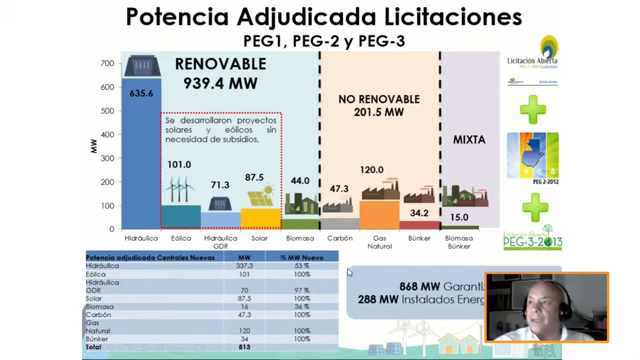 Potencia Adjudicada Licitaciones
PEG1, PEG-2 y PEG-3
700
600
500
400
300
200
100
0
MW
RENOVABLE
939.4 MW
NO RENOVABLE
201.5 MW
MIXTA
Se desarrollaron proyectos
solares y eólicos sin
necesidad de subsidios.
635.6
101.0
71.3
87.5
44.0
47.3
120.0
34.2
15.0
Hidráulica
Eólica
Hidráulica
GDR
Solar
Biomasa
Carbón
Gas
Natural
Búnker
Biomasa
Búnker
Licitación Abierta
PEG 2-2012
Licitación Abierta
PEG-3-2013
Potencia adjudicada Centrales Nuevas MW % MW Nuevo
Hidráulica 337.3 53 %
Eólica 101 100%
Hidráulica
GDR 70 97 %
Solar 87.5 100%
Biomasa 16 36 %
Carbón 47.3 100%
Gas
Natural 120 100%
Búnker 34 100%
Total 813
868 MW Garanti
288 MW Instalados Energ